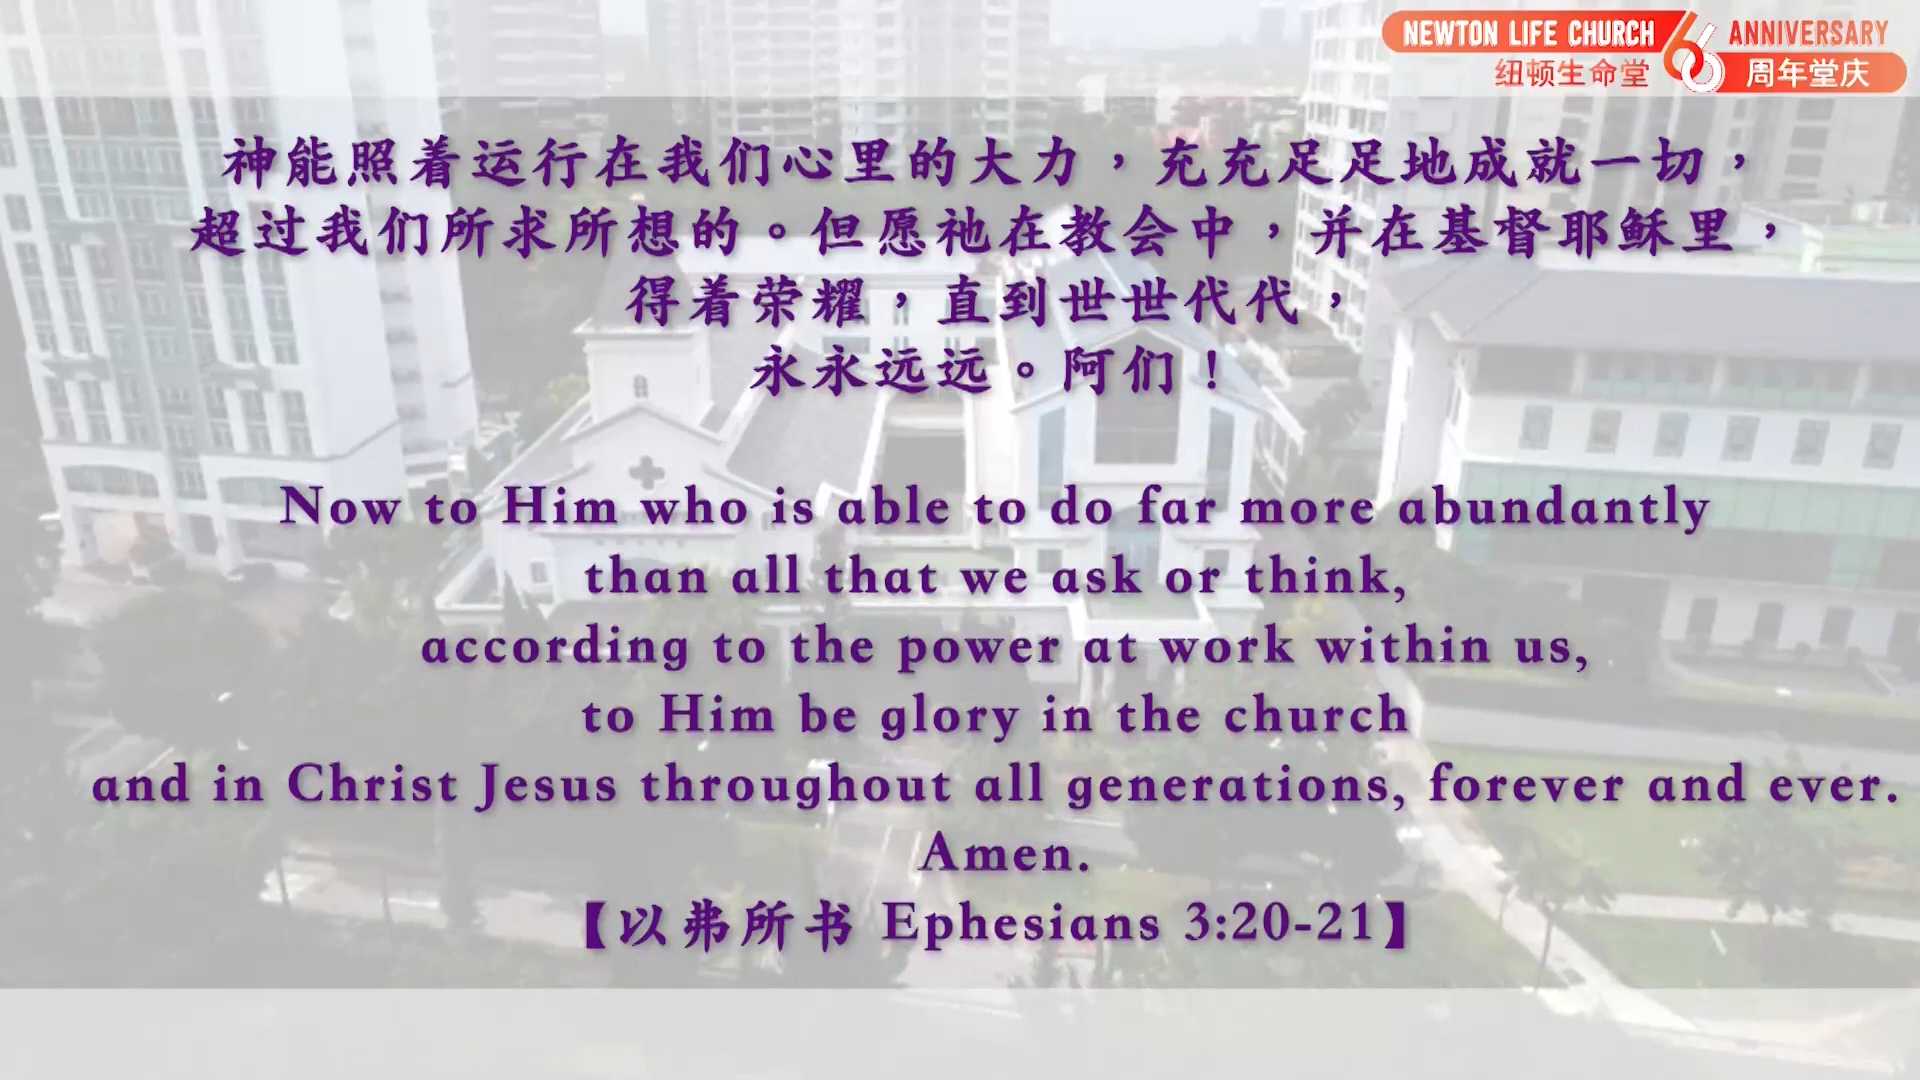 NEWTON LIFE CHURCH 66 ANNIVERSARY
纽顿生命堂 周年堂庆
神能照着运行在我们心里的大力，充充足足地成就一切，
超过我们所求所想的。但愿祂在教会中，并在基督耶稣里，
得着荣耀，直到世世代代，
永永远远。阿们！
Now to Him who is able to do far more abundantly
than all that we ask or think,
according to the power at work within us,
to Him be glory in the church
and in Christ Jesus throughout all generations, forever and ever.
Amen.
【以弗所书 Ephesians 3:20-21】